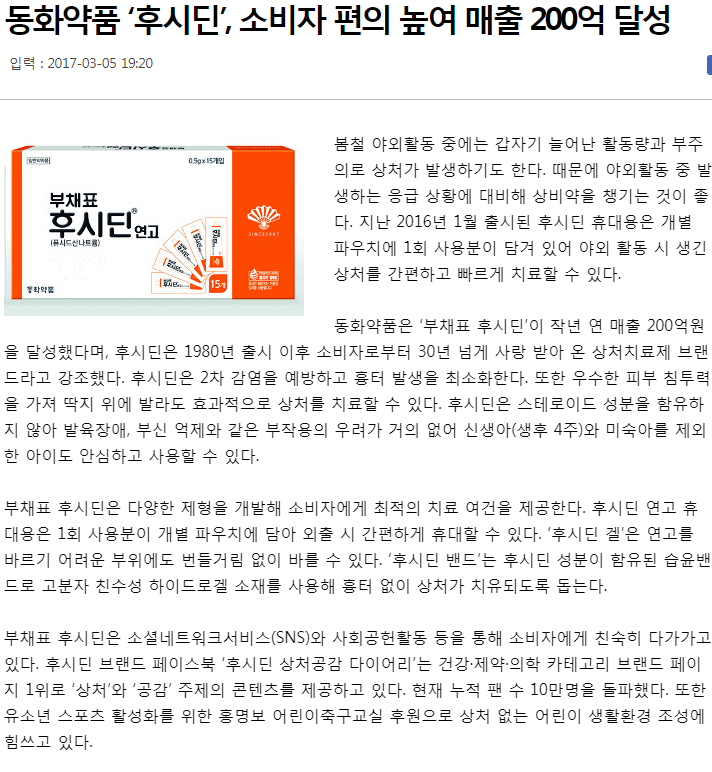 동화약품 ‘후시딘’, 소비자 편의 높여 매출 200억 달성
입력 : 2017-03-05 19:20
일반의약품
0.5g x 15개입
부채표
후시딘® 연고
(퓨시드산나트륨)
SINCE1897
15개
SOY INK
동화약품
봄철 야외활동 중에는 갑자기 늘어난 활동량과 부주
의로 상처가 발생하기도 한다. 때문에 야외활동 중 발
생하는 응급 상황에 대비해 상비약을 챙기는 것이 좋
다. 지난 2016년 1월 출시된 후시딘 휴대용은 개별
파우치에 1회 사용분이 담겨 있어 야외 활동 시 생긴
상처를 간편하고 빠르게 치료할 수 있다.
동화약품은 ‘부채표 후시딘’이 작년 연 매출 200억원
을 달성했다며, 후시딘은 1980년 출시 이후 소비자로부터 30년 넘게 사랑 받아 온 상처치료제 브랜
드라고 강조했다. 후시딘은 2차 감염을 예방하고 흉터 발생을 최소화한다. 또한 우수한 피부 침투력
을 가져 딱지 위에 발라도 효과적으로 상처를 치료할 수 있다. 후시딘은 스테로이드 성분을 함유하
지 않아 발육장애, 부신 억제와 같은 부작용의 우려가 거의 없어 신생아(생후 4주)와 미숙아를 제외
한 아이도 안심하고 사용할 수 있다.
부채표 후시딘은 다양한 제형을 개발해 소비자에게 최적의 치료 여건을 제공한다. 후시딘 연고 휴
대용은 1회 사용분이 개별 파우치에 담아 외출 시 간편하게 휴대할 수 있다. ‘후시딘 겔’은 연고를
바르기 어려운 부위에도 번들거림 없이 바를 수 있다. ‘후시딘 밴드’는 후시딘 성분이 함유된 습윤밴
드로 고분자 친수성 하이드로겔 소재를 사용해 흉터 없이 상처가 치유되도록 돕는다.
부채표 후시딘은 소셜네트워크서비스(SNS)와 사회공헌활동 등을 통해 소비자에게 친숙히 다가가고
있다. 후시딘 브랜드 페이스북 ‘후시딘 상처공감 다이어리’는 건강·제약·의학 카테고리 브랜드 페이
지 1위로 ‘상처’와 ‘공감’ 주제의 콘텐츠를 제공하고 있다. 현재 누적 팬 수 10만명을 돌파했다. 또한
유소년 스포츠 활성화를 위한 홍명보 어린이축구교실 후원으로 상처 없는 어린이 생활환경 조성에
힘쓰고 있다.